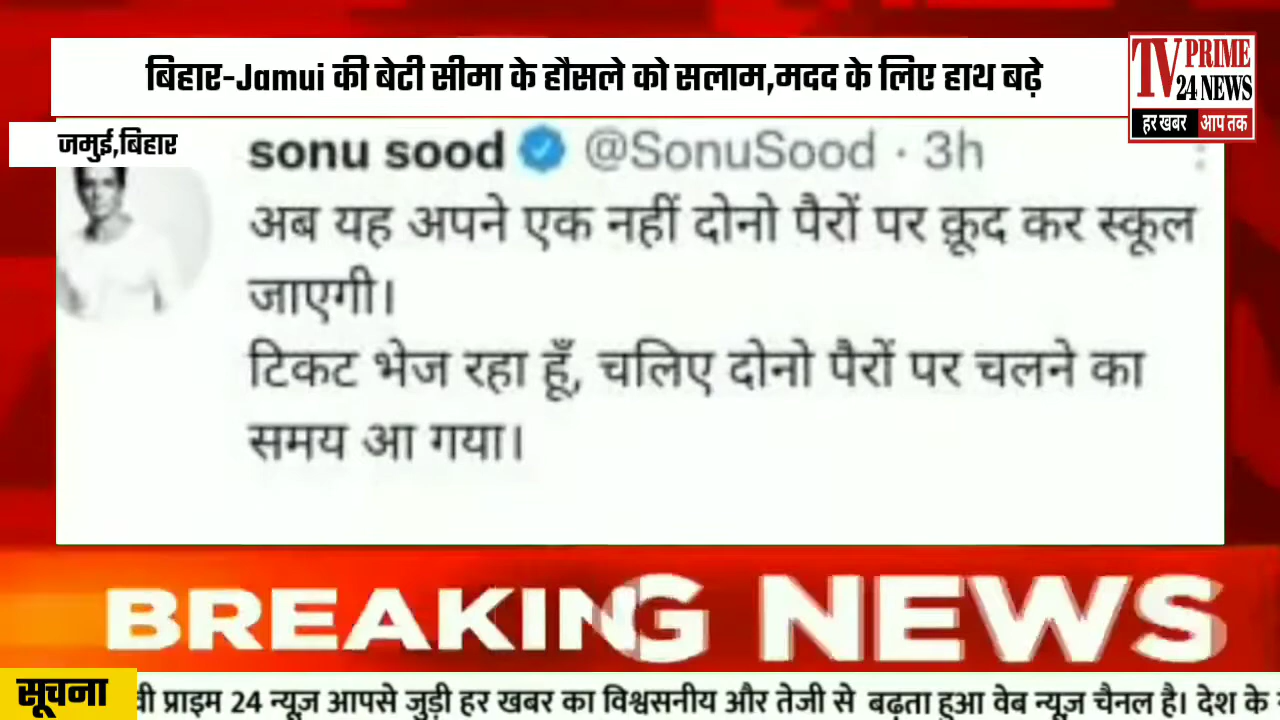 बिहार-Jamui की बेटी सीमा के हौसले को सलाम,मदद के लिए हाथ बढ़े
TV PRIME
24 NEWS
हर खबर आप तक
जमुई,बिहार
sonu sood @SonuSood · 3h
अब यह अपने एक नहीं दोनो पैरों पर क़ूद कर स्कूल
जाएगी।
टिकट भेज रहा हूँ, चलिए दोनो पैरों पर चलने का
समय आ गया।
BREAKING NEWS
सूचना
प्राइम 24 न्यूज़ आपसे जुड़ी हर खबर का विश्वसनीय और तेजी से बढ़ता हुआ वेब न्यूज़ चैनल है। देश के